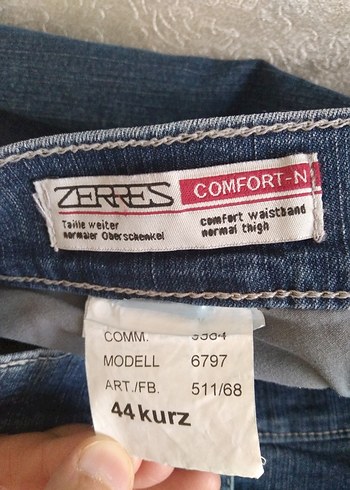 ZERRES COMFORT-N
Taille weiter
normaler Oberschenkel
comfort waistband
normal thigh
COMM. 9384
MODELL 6797
ART./FB. 511/68
44 kurz